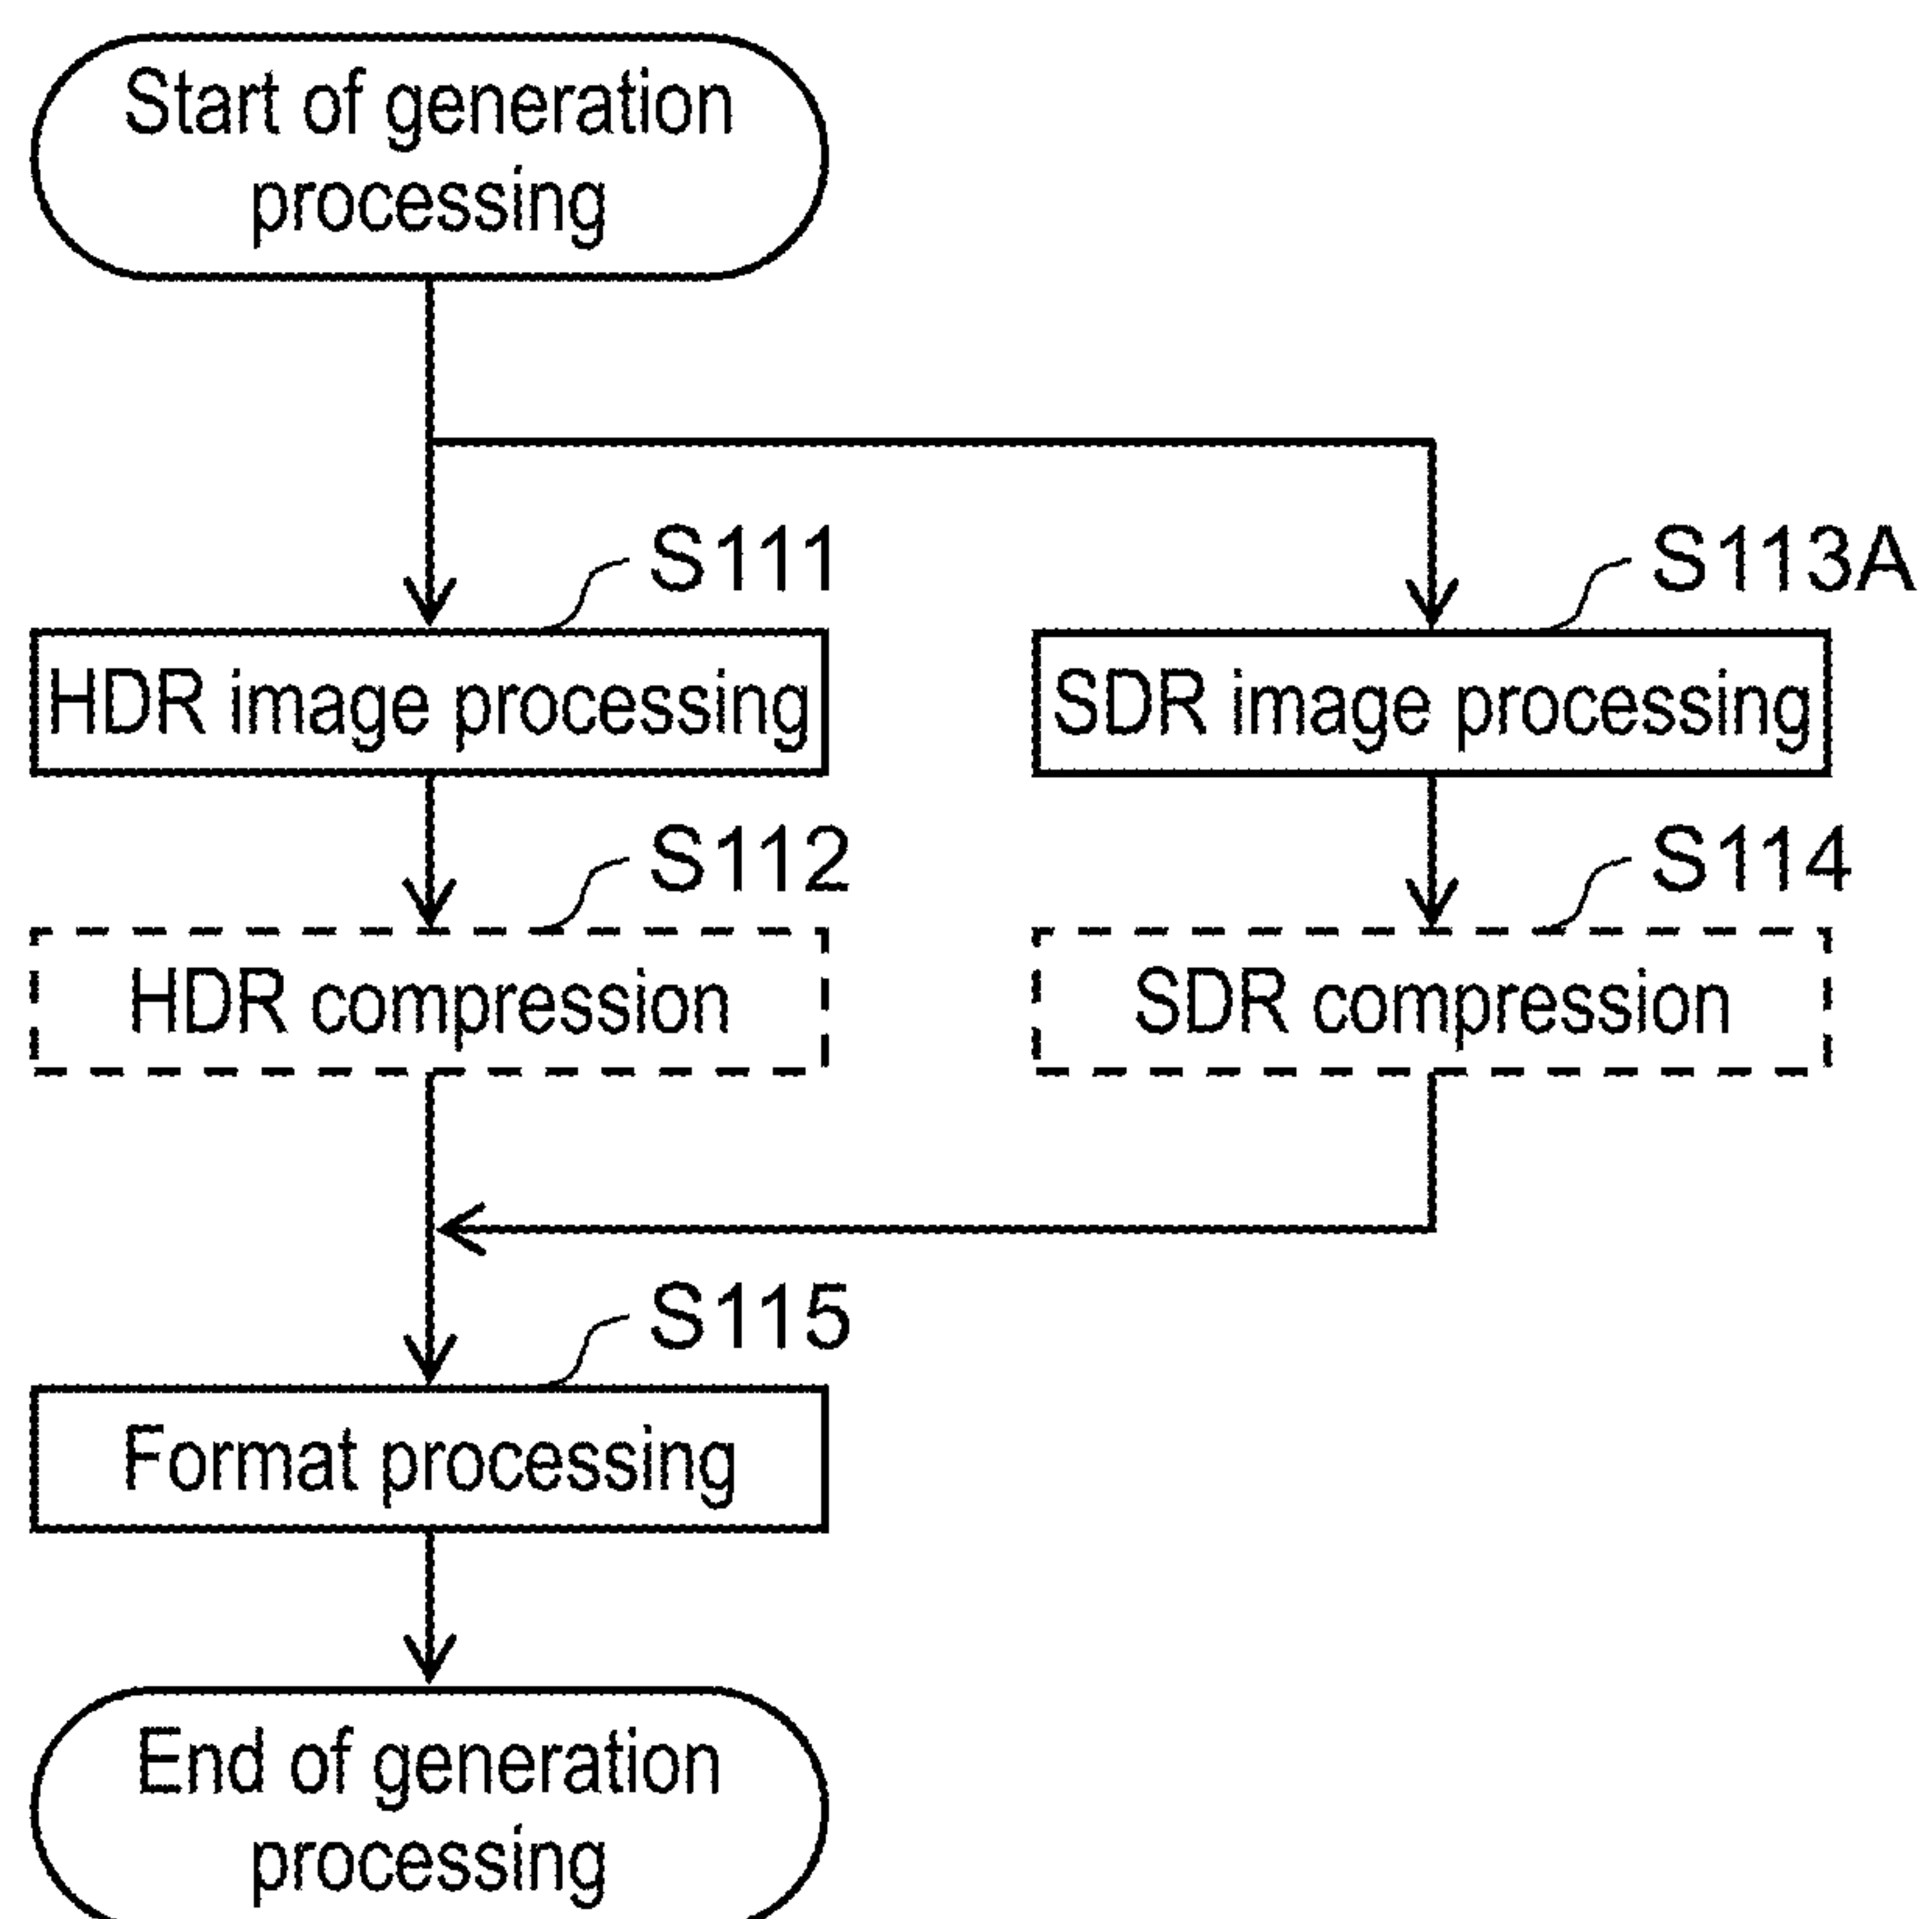 Start of generation
processing
S111
S113A
HDR image processing
SDR image processing
S112
S114
HDR compression
SDR compression
S115
Format processing
End of generation
processing